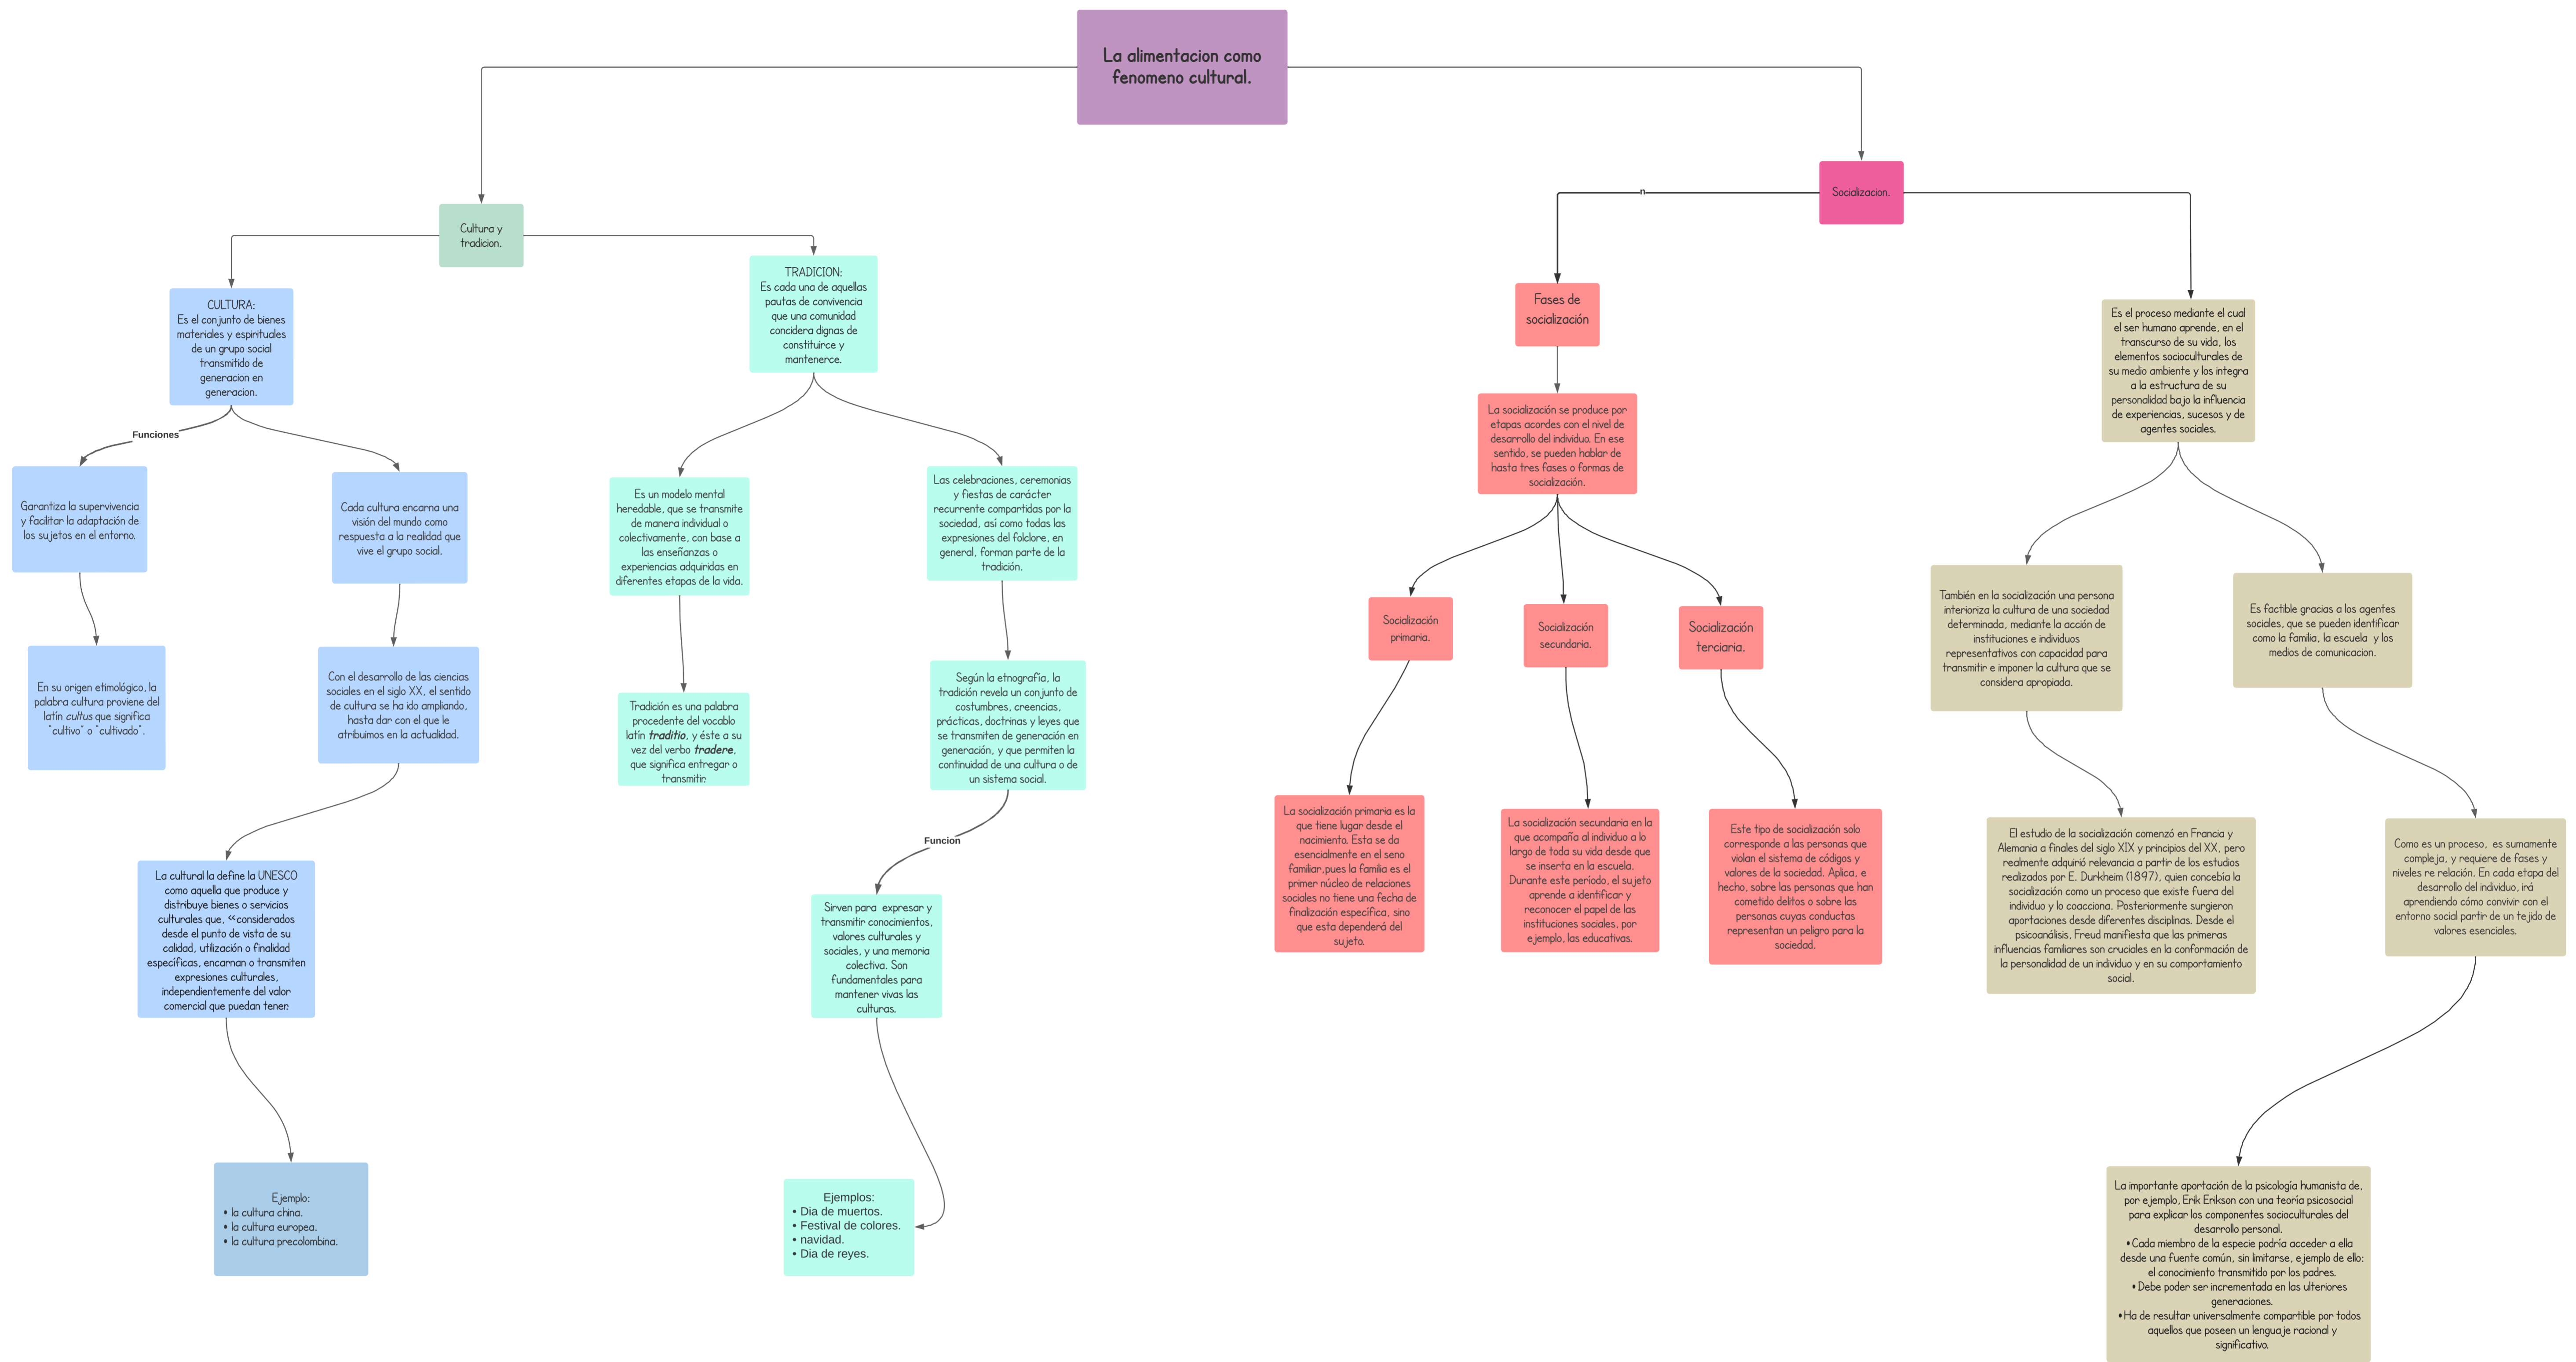 La alimentacion como
fenomeno cultural.
Cultura y
tradicion.
CULTURA:
Es el conjunto de bienes
materiales y espirituales
de un grupo social
transmitido de
generacion en
generacion.
Funciones
Garantiza la supervivencia
y facilitar la adaptación de
los sujetos en el entorno.
En su origen etimológico, la
palabra cultura proviene del
latín cultus que significa
"cultivo" o "cultivado".
Cada cultura encarna una
visión del mundo como
respuesta a la realidad que
vive el grupo social.
Con el desarrollo de las ciencias
sociales en el siglo XX, el sentido
de cultura se ha ido ampliando,
hasta dar con el que le
atribuimos en la actualidad.
La cultural la define la UNESCO
como aquella que produce y
distribuye bienes o servicios
culturales que, «considerados
desde el punto de vista de su
calidad, utilización o finalidad
específicas, encarnan o transmiten
expresiones culturales,
independientemente del valor
comercial que puedan tener.
Ejemplo:
• la cultura china.
• la cultura europea.
• la cultura precolombina.
TRADICION:
Es cada una de aquellas
pautas de convivencia
que una comunidad
concidera dignas de
constituirce y
mantenerce.
Es un modelo mental
heredable, que se transmite
de manera individual o
colectivamente, con base a
las enseñanzas o
experiencias adquiridas en
diferentes etapas de la vida.
Tradición es una palabra
procedente del vocablo
latín traditio, y éste a su
vez del verbo tradere,
que significa entregar o
transmitir.
Las celebraciones, ceremonias
y fiestas de carácter
recurrente compartidas por la
sociedad, así como todas las
expresiones del folclore, en
general, forman parte de la
tradición.
Según la etnografía, la
tradición revela un conjunto de
costumbres, creencias,
prácticas, doctrinas y leyes que
se transmiten de generación en
generación, y que permiten la
continuidad de una cultura o de
un sistema social.
Funcion
Sirven para expresar y
transmitir conocimientos,
valores culturales y
sociales, y una memoria
colectiva. Son
fundamentales para
mantener vivas las
culturas.
Ejemplos:
• Dia de muertos.
• Festival de colores.
• navidad.
• Dia de reyes.
Socializacion.
n
Fases de
socialización
La socialización se produce por
etapas acordes con el nivel de
desarrollo del individuo. En ese
sentido, se pueden hablar de
hasta tres fases o formas de
socialización.
Socialización
primaria.
La socialización primaria es la
que tiene lugar desde el
nacimiento. Esta se da
esencialmente en el seno
familiar,pues la familia es el
primer núcleo de relaciones
sociales no tiene una fecha de
finalización específica, sino
que esta dependerá del
sujeto.
Socialización
secundaria.
La socialización secundaria en la
que acompaña al individuo a lo
largo de toda su vida desde que
se inserta en la escuela.
Durante este período, el sujeto
aprende a identificar y
reconocer el papel de las
instituciones sociales, por
ejemplo, las educativas.
Socialización
terciaria.
Este tipo de socialización solo
corresponde a las personas que
violan el sistema de códigos y
valores de la sociedad. Aplica, e
hecho, sobre las personas que han
cometido delitos o sobre las
personas cuyas conductas
representan un peligro para la
sociedad.
Es el proceso mediante el cual
el ser humano aprende, en el
transcurso de su vida, los
elementos socioculturales de
su medio ambiente y los integra
a la estructura de su
personalidad bajo la influencia
de experiencias, sucesos y de
agentes sociales.
También en la socialización una persona
interioriza la cultura de una sociedad
determinada, mediante la acción de
instituciones e individuos
representativos con capacidad para
transmitir e imponer la cultura que se
considera apropiada.
El estudio de la socialización comenzó en Francia y
Alemania a finales del siglo XIX y principios del XX, pero
realmente adquirió relevancia a partir de los estudios
realizados por E. Durkheim (1897), quien concebía la
socialización como un proceso que existe fuera del
individuo y lo coacciona. Posteriormente surgieron
aportaciones desde diferentes disciplinas. Desde el
psicoanálisis, Freud manifiesta que las primeras
influencias familiares son cruciales en la conformación de
la personalidad de un individuo y en su comportamiento
social.
Es factible gracias a los agentes
sociales, que se pueden identificar
como la familia, la escuela y los
medios de comunicacion.
Como es un proceso, es sumamente
compleja, y requiere de fases y
niveles re relación. En cada etapa del
desarrollo del individuo, irá
aprendiendo cómo convivir con el
entorno social partir de un tejido de
valores esenciales.
La importante aportación de la psicología humanista de,
por ejemplo, Erik Erikson con una teoría psicosocial
para explicar los componentes socioculturales del
desarrollo personal.
• Cada miembro de la especie podría acceder a ella
desde una fuente común, sin limitarse, ejemplo de ello:
el conocimiento transmitido por los padres.
• Debe poder ser incrementada en las ulteriores
generaciones.
• Ha de resultar universalmente compartible por todos
aquellos que poseen un lenguaje racional y
significativo.